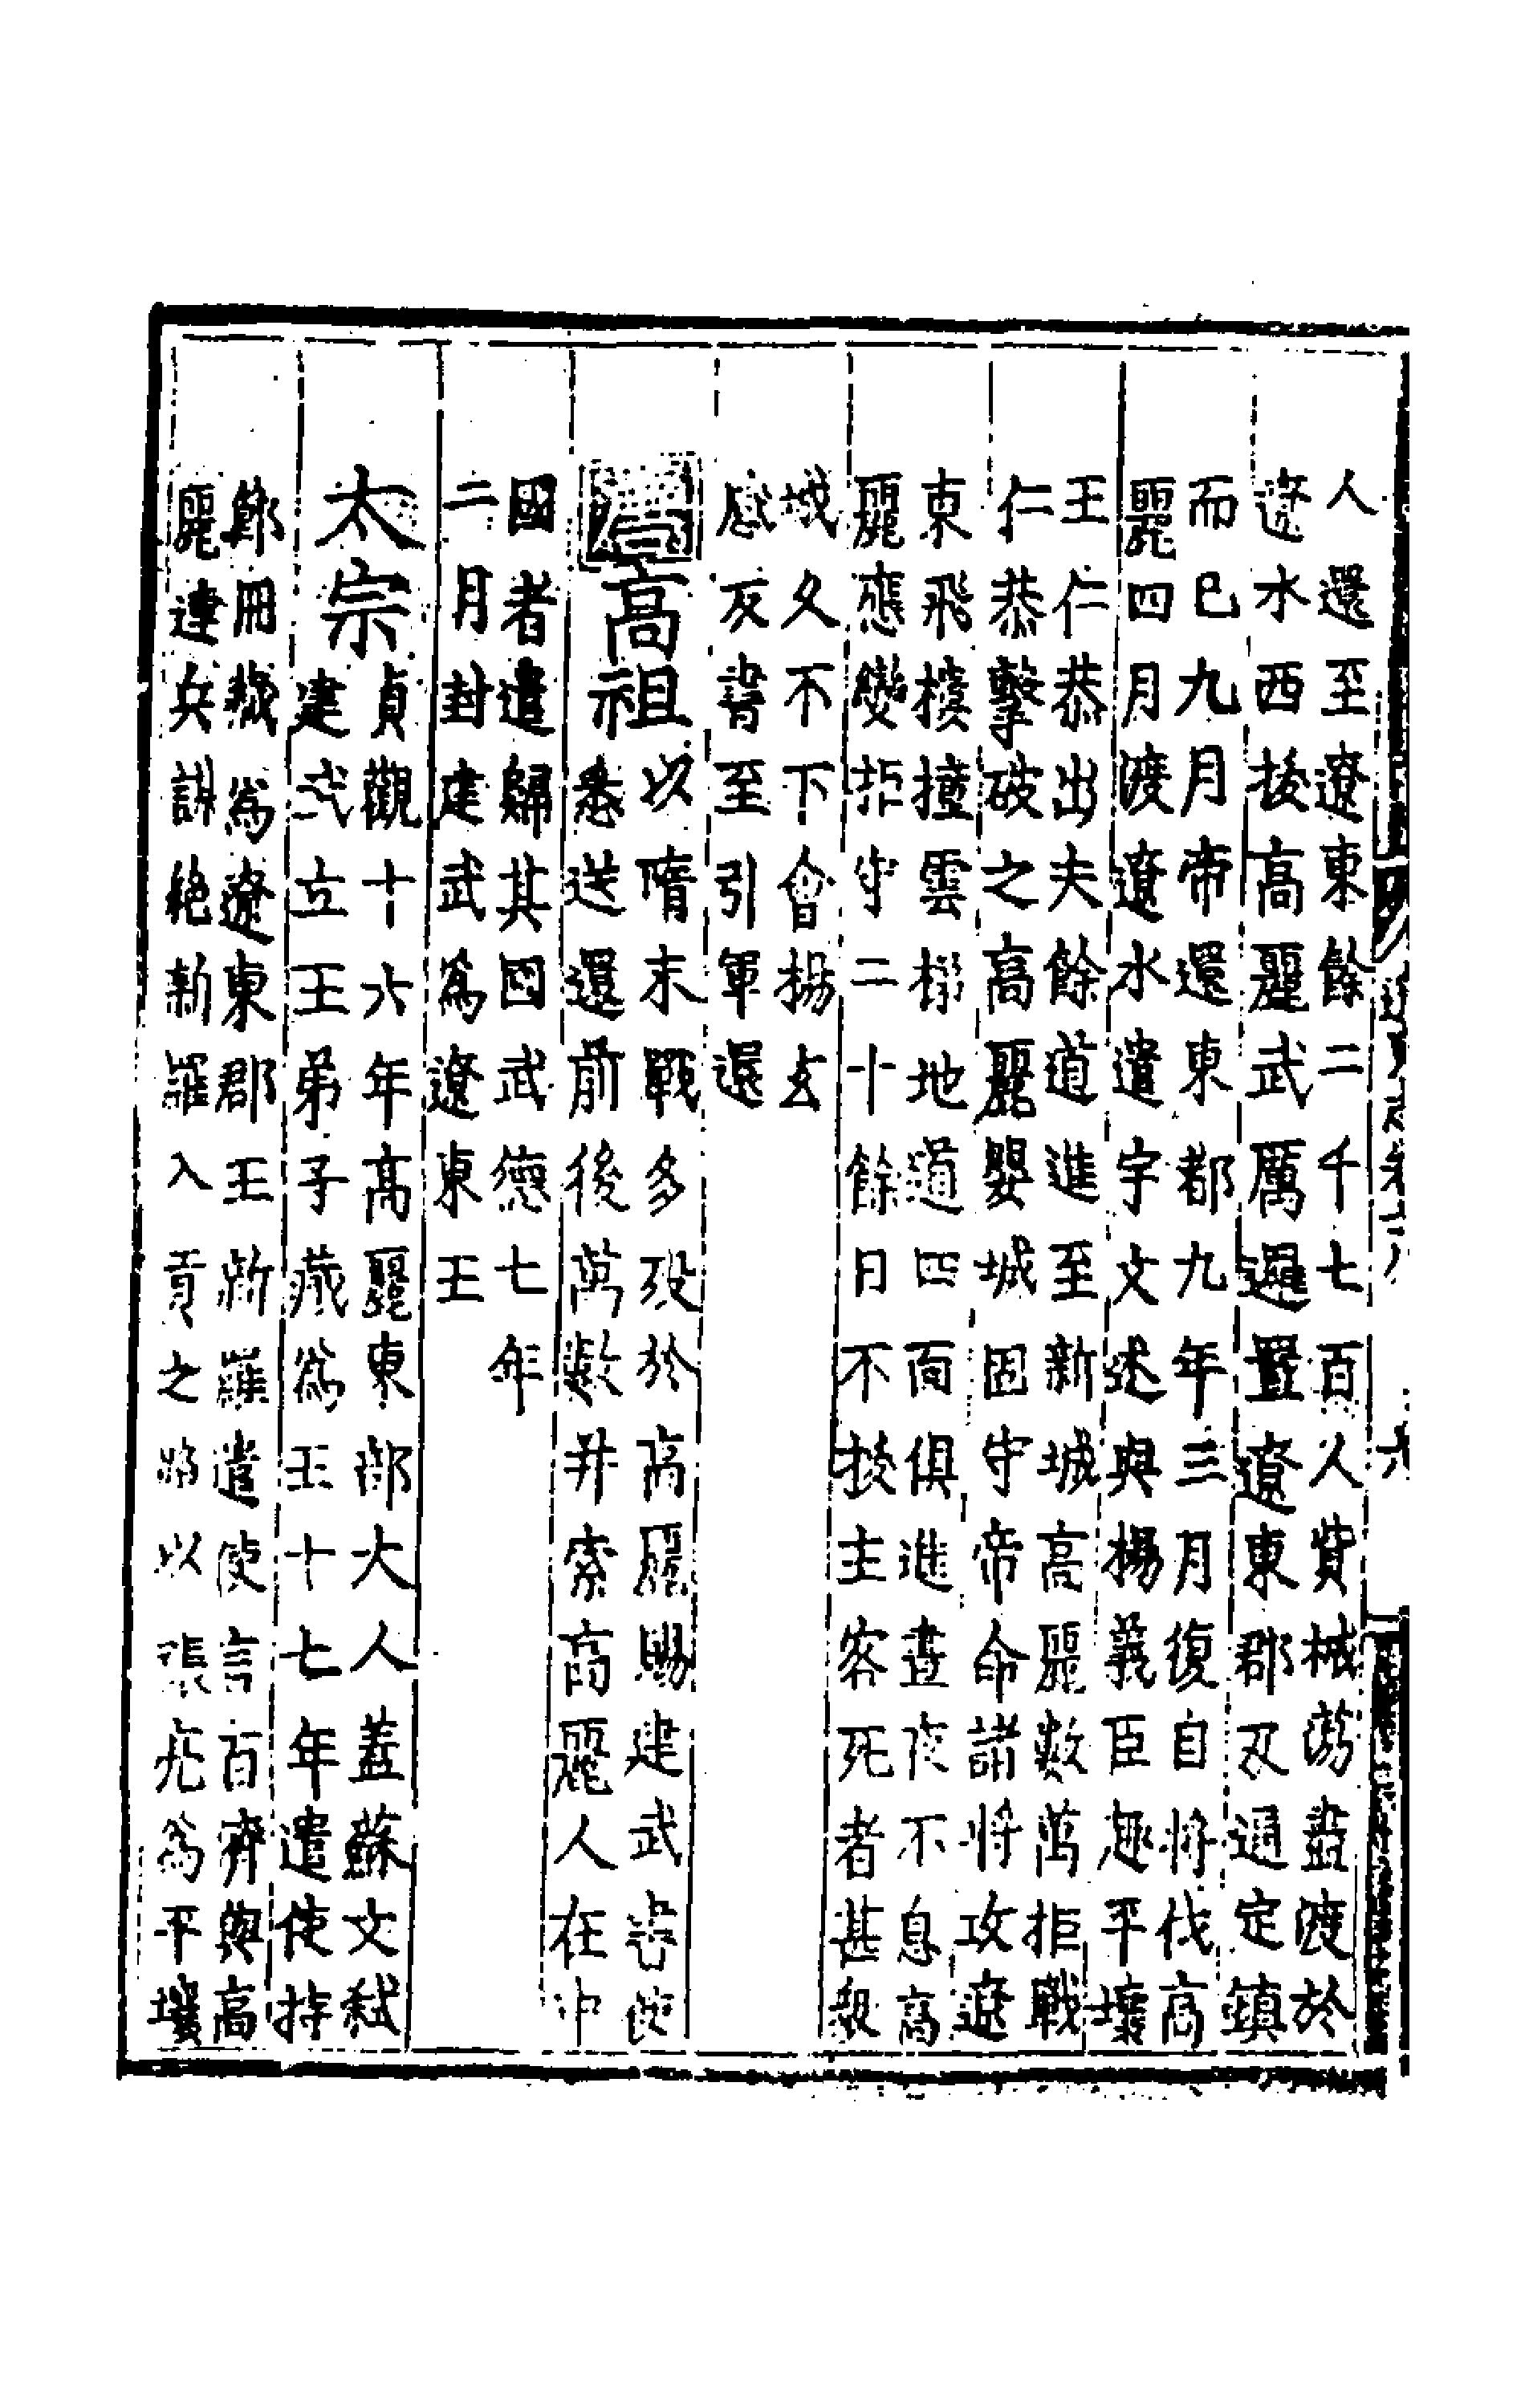 人還至遼東餘二千七百人資械蕩盡渡於
遼水西拔高麗武厲邏置遼東郡及通定鎮
而已九月帝還東都九年三月復自將伐高
麗四月渡遼水遣宇文述與楊義臣趣平壤
王仁恭出夫餘道進至新城高麗數萬拒戰
仁恭擊破之高麗嬰城固守帝命諸將攻遼
東飛樓撞雲梯地道四面俱進晝夜不息高
麗應變拒守二十餘日不拔主客死者甚衆
城久不下會楊玄
感反書至引軍還
唐高祖
以隋末戰多歿於高麗賜建武書使
悉送還前後萬數并索高麗人在中
國者遣歸其國武德七年
二月封建武為遼東王
太宗
貞觀十六年高麗東部大人蓋蘇文弑
建武立王弟子藏為王十七年遣使持
節冊藏為遼東郡王新羅遣使言百濟與高
麗連兵謀絶新羅入貢之路以張亮為平壤